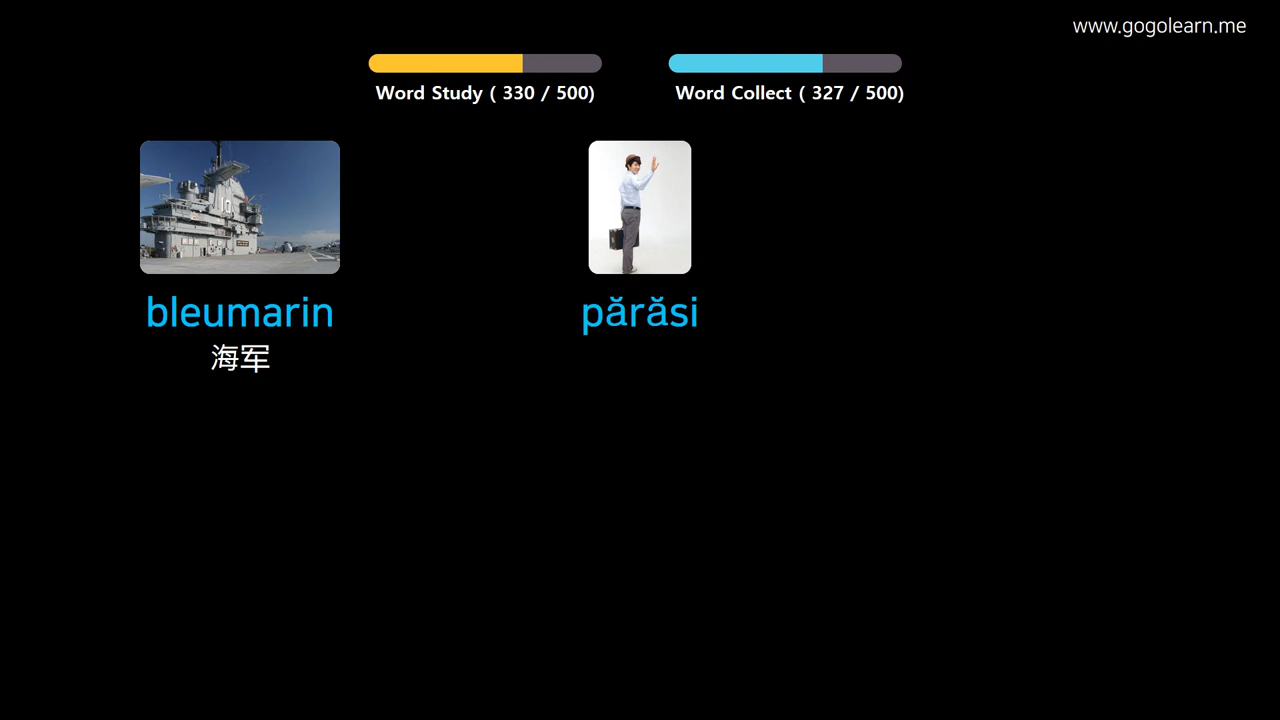 www.gogolearn.me
Word Study ( 330 / 500)
Word Collect ( 327 / 500)
bleumarin
海军
părăsi